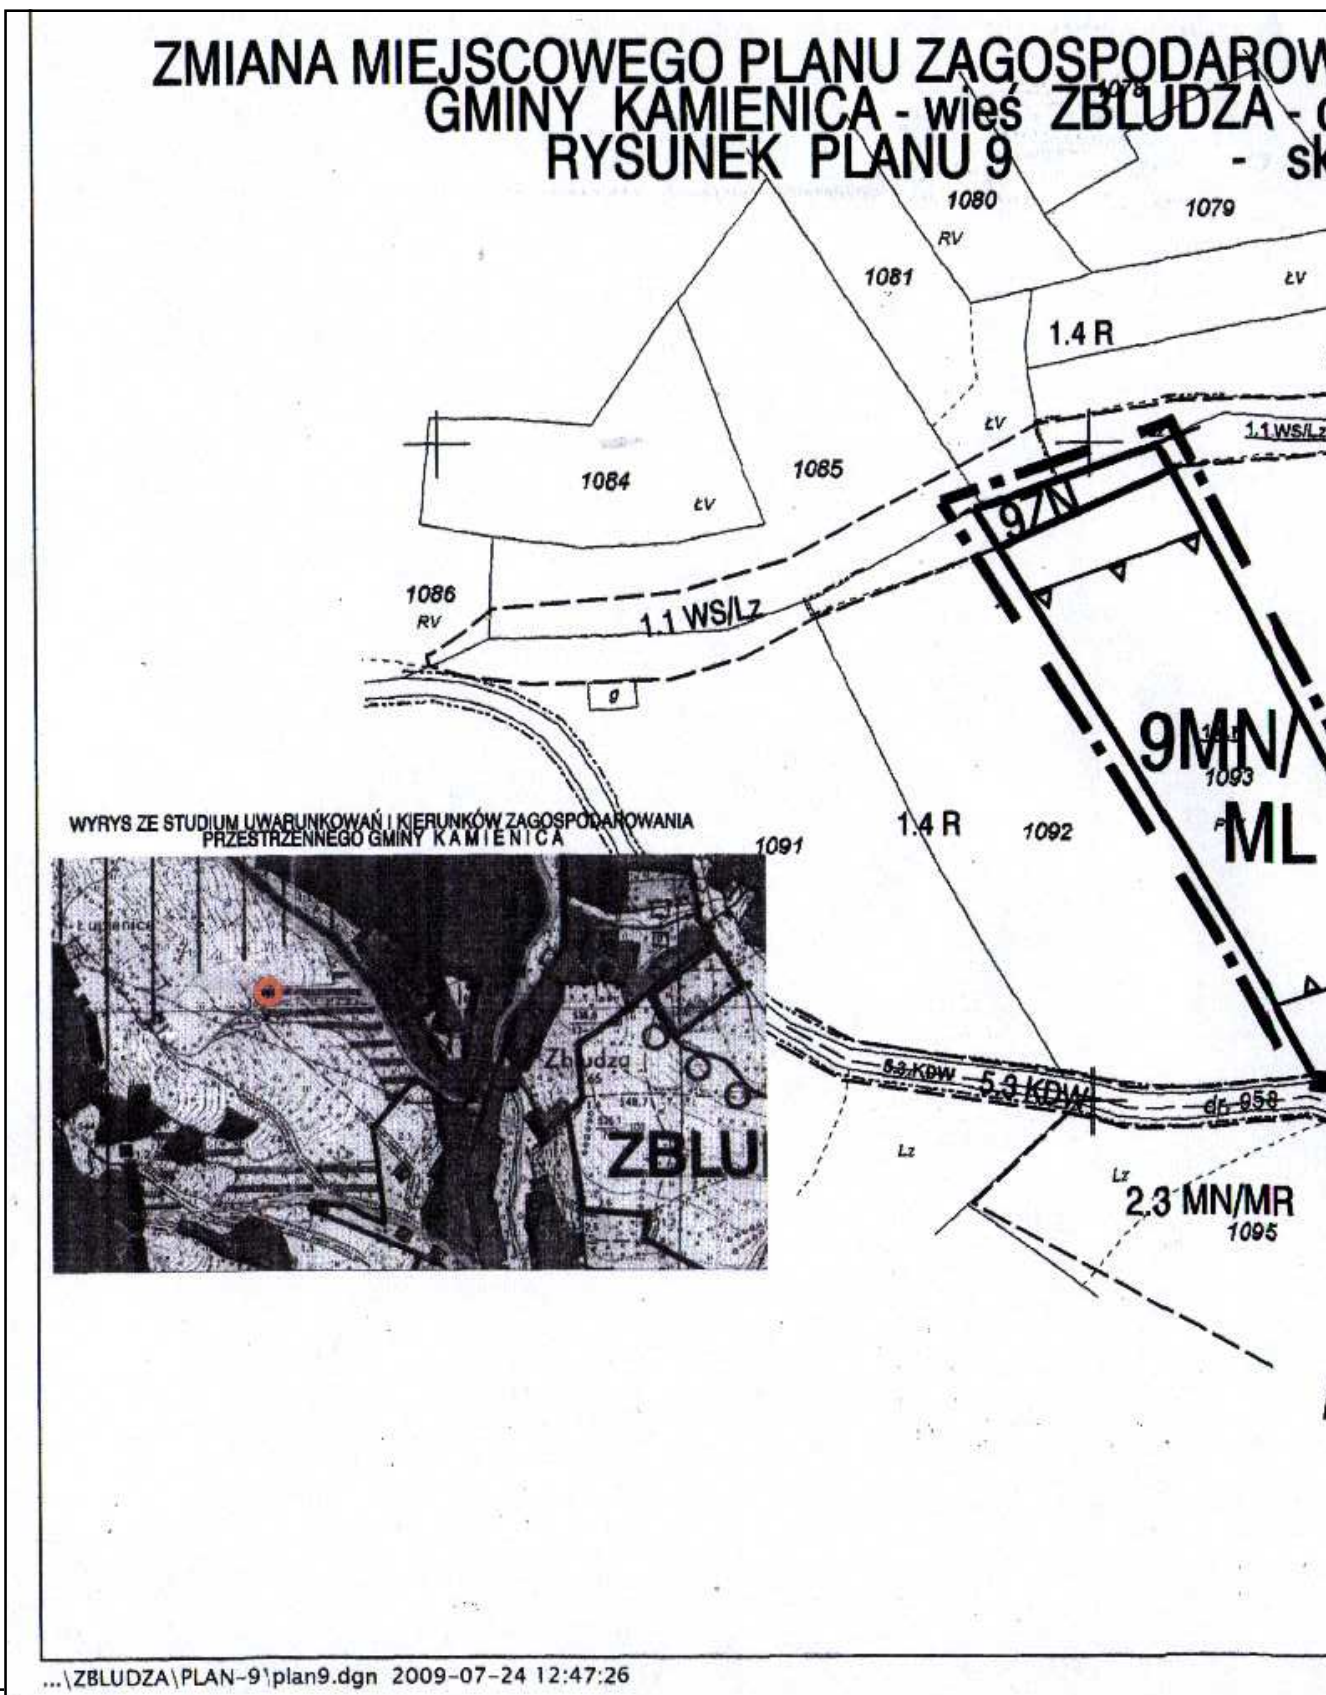 ZMIANA MIEJSCOWEGO PLANU ZAGOSPODAROW
GMINY KAMIENICA - wieś ZBLUDZA -
RYSUNEK PLANU 9 - sk
1078
1080
1079
RV
1081
ŁV
1.4 R
ŁV
1.1 WS/Lz
1085
1084
ŁV
9ZN
1086
RV
1.1 WS/Lz
g
9MN/
1093
ML
WYRYS ZE STUDIUM UWARUNKOWAŃ I KIERUNKÓW ZAGOSPODAROWANIA
PRZESTRZENNEGO GMINY KAMIENICA
1091
1.4 R
1092
Zbludza
ZBLU
5.3 KDW
5.3 KDW
dr. 958
Lz
Lz
2.3 MN/MR
1095
...\ZBLUDZA\PLAN-9\plan9.dgn 2009-07-24 12:47:26